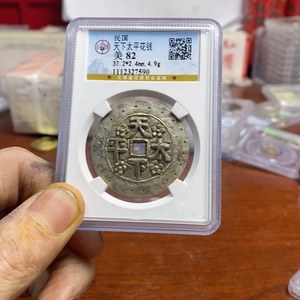 民国
天下太平花钱
美 82
37.2*2.4mm,4.9g
1112327590
天
下
太
平